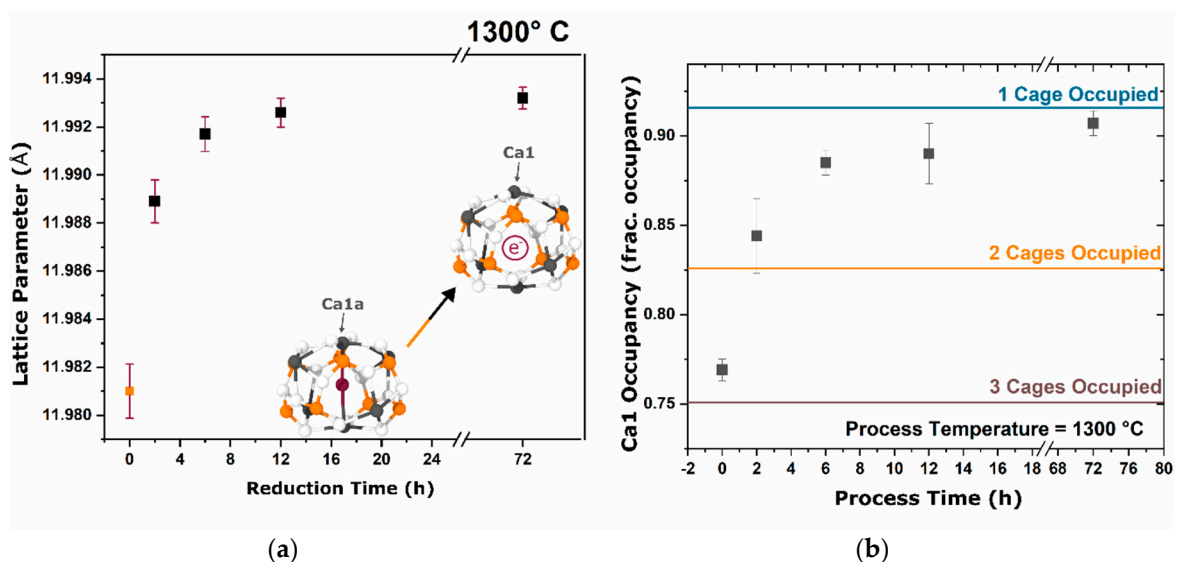 1300° C
11.994
11.992
11.990
11.988
11.986
11.984
11.982
11.980
Lattice Parameter (Å)
Ca1
e-
Ca1a
0 4 8 12 16 20 24 72
Reduction Time (h)
(a)
0.90
0.85
0.80
0.75
Ca1 Occupancy (frac. occupancy)
1 Cage Occupied
2 Cages Occupied
3 Cages Occupied
Process Temperature = 1300 °C
-2 0 2 4 6 8 10 12 14 16 18 68 72 76 80
Process Time (h)
(b)